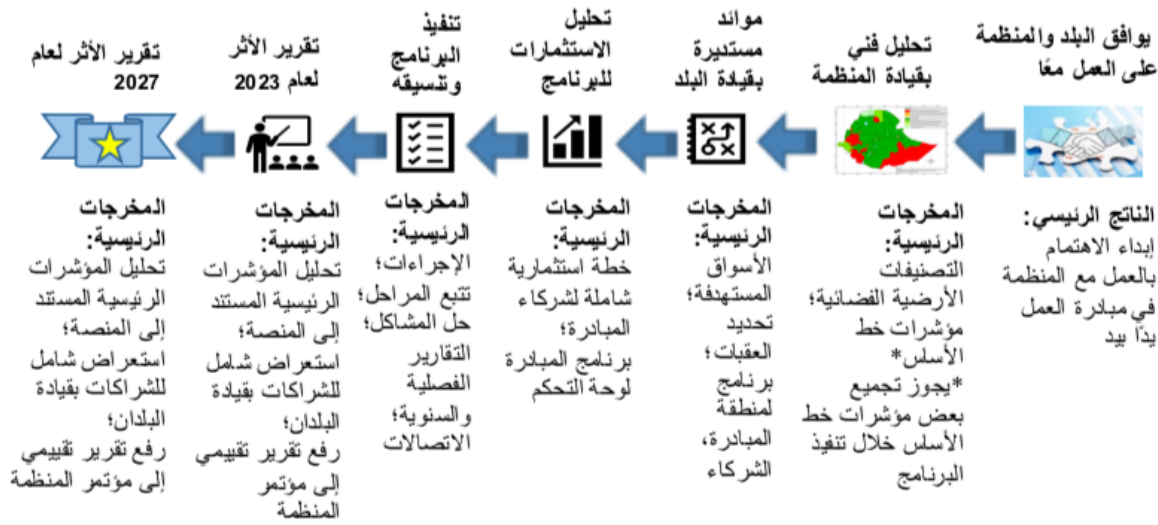 يوافق البلد والمنظمة
على العمل معًا
الناتج الرئيسي:
إبداء الاهتمام
بالعمل مع المنظمة
في مبادرة العمل
يدًا بيد
تحليل فني
بقيادة المنظمة
المخرجات
الرئيسية:
التصنيفات
الأرضية الفضائية؛
مؤشرات خط
الأساس*
*يجوز تجميع
بعض مؤشرات خط
الأساس خلال تنفيذ
البرنامج
موائد
مستديرة
بقيادة البلد
المخرجات
الرئيسية:
الأسواق
المستهدفة؛
تحديد
العقبات؛
برنامج
لمنطقة
المبادرة،
الشركاء
تحليل
الاستثمارات
للبرنامج
المخرجات
الرئيسية:
خطة استثمارية
شاملة لشركاء
المبادرة؛
برنامج المبادرة
لوحة التحكم
تنفيذ
البرنامج
وتنسيقه
المخرجات
الرئيسية:
الإجراءات؛
تتبع المراحل؛
حل المشاكل؛
التقارير
الفصلية
والسنوية؛
الاتصالات
تقرير الأثر
لعام 2023
المخرجات
الرئيسية:
تحليل المؤشرات
الرئيسية المستند
إلى المنصة؛
استعراض شامل
للشراكات بقيادة
البلدان؛
رفع تقرير تقييمي
إلى مؤتمر
المنظمة
تقرير الأثر لعام
2027
المخرجات
الرئيسية:
تحليل المؤشرات
الرئيسية المستند
إلى المنصة؛
استعراض شامل
للشراكات بقيادة
البلدان؛
رفع تقرير تقييمي
إلى مؤتمر المنظمة